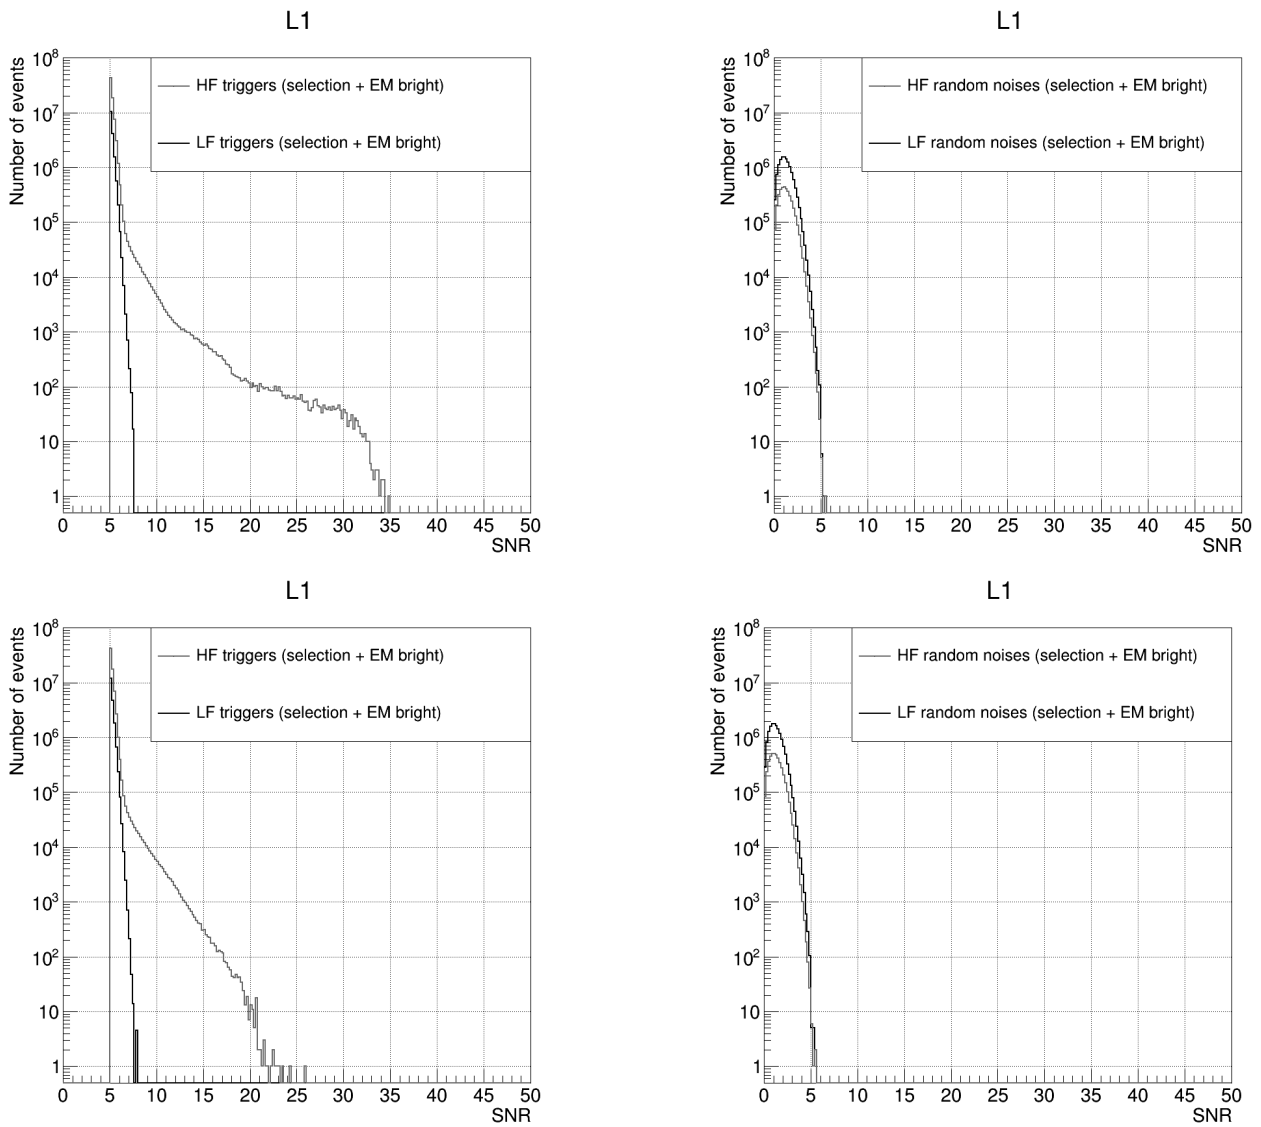 L1
Number of events
HF triggers (selection + EM bright)
LF triggers (selection + EM bright)
10^8
10^7
10^6
10^5
10^4
10^3
10^2
10
1
0 5 10 15 20 25 30 35 40 45 50
SNR
L1
Number of events
HF random noises (selection + EM bright)
LF random noises (selection + EM bright)
10^8
10^7
10^6
10^5
10^4
10^3
10^2
10
1
0 5 10 15 20 25 30 35 40 45 50
SNR
L1
Number of events
HF triggers (selection + EM bright)
LF triggers (selection + EM bright)
10^8
10^7
10^6
10^5
10^4
10^3
10^2
10
1
0 5 10 15 20 25 30 35 40 45 50
SNR
L1
Number of events
HF random noises (selection + EM bright)
LF random noises (selection + EM bright)
10^8
10^7
10^6
10^5
10^4
10^3
10^2
10
1
0 5 10 15 20 25 30 35 40 45 50
SNR